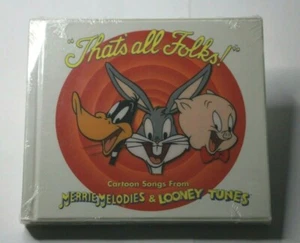 "That's all Folks!"
Cartoon Songs From
MERRIE MELODIES & LOONEY TUNES